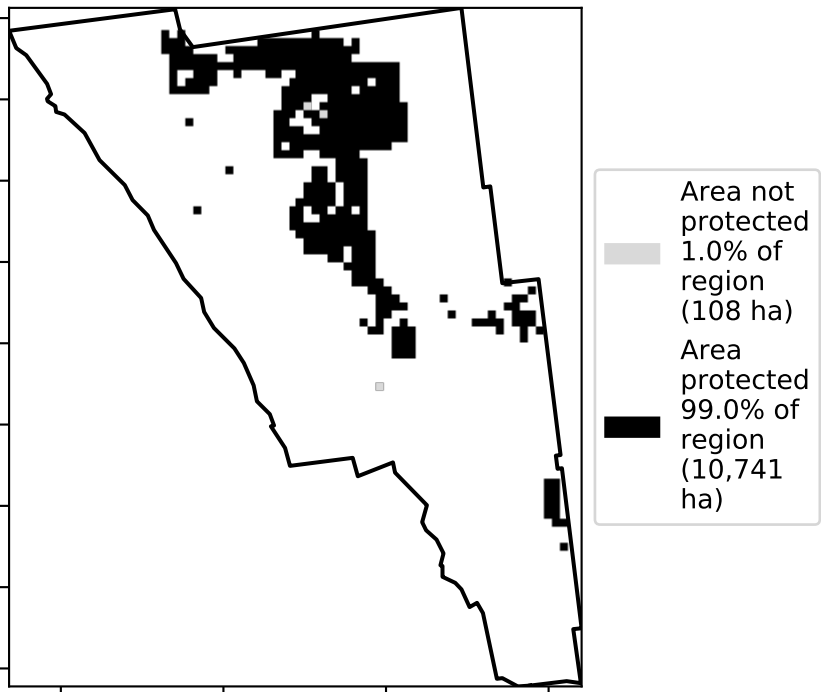 Area not
protected
1.0% of
region
(108 ha)
Area
protected
99.0% of
region
(10,741
ha)